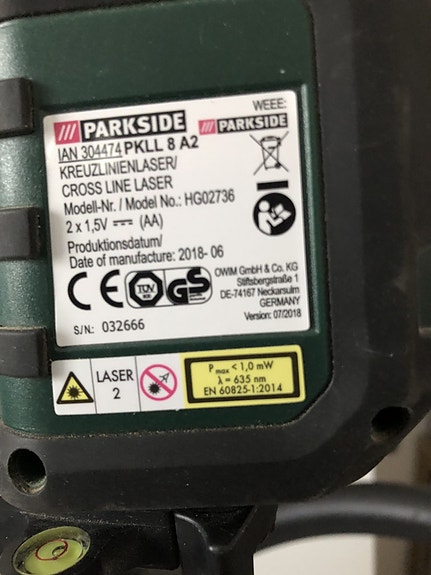 WEEE:
/// PARKSIDE
/// PARKSIDE
IAN 304474 PKLL 8 A2
KREUZLINIENLASER/
CROSS LINE LASER
Modell-Nr. / Model No.: HG02736
2 x 1,5V ⎓ (AA)
Produktionsdatum/
Date of manufacture: 2018- 06
CE TÜV GS
OWIM GmbH & Co. KG
Stiftsbergstraße 1
DE-74167 Neckarsulm
GERMANY
Version: 07/2018
S/N.: 032666
LASER
2
P max < 1,0 mW
λ = 635 nm
EN 60825-1:2014